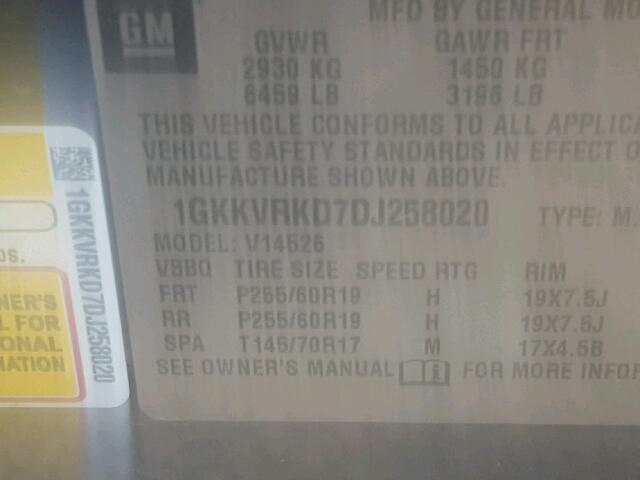 GM
MFD BY GENERAL MO
GVWR GAWR FRT
2930 KG 1450 KG
6459 LB 3196 LB
THIS VEHICLE CONFORMS TO ALL APPLICA
VEHICLE SAFETY STANDARDS IN EFFECT O
MANUFACTURE SHOWN ABOVE.
1GKKVRKD7DJ258020 TYPE: M.
MODEL: V14526
VBBQ TIRE SIZE SPEED RTG RIM
FRT P255/60R19 H 19X7.5J
RR P255/60R19 H 19X7.5J
SPA T145/70R17 M 17X4.5B
SEE OWNER'S MANUAL FOR MORE INFOR
1GKKVRKD7DJ258020
DS.
NER'S
L FOR
ONAL
N.